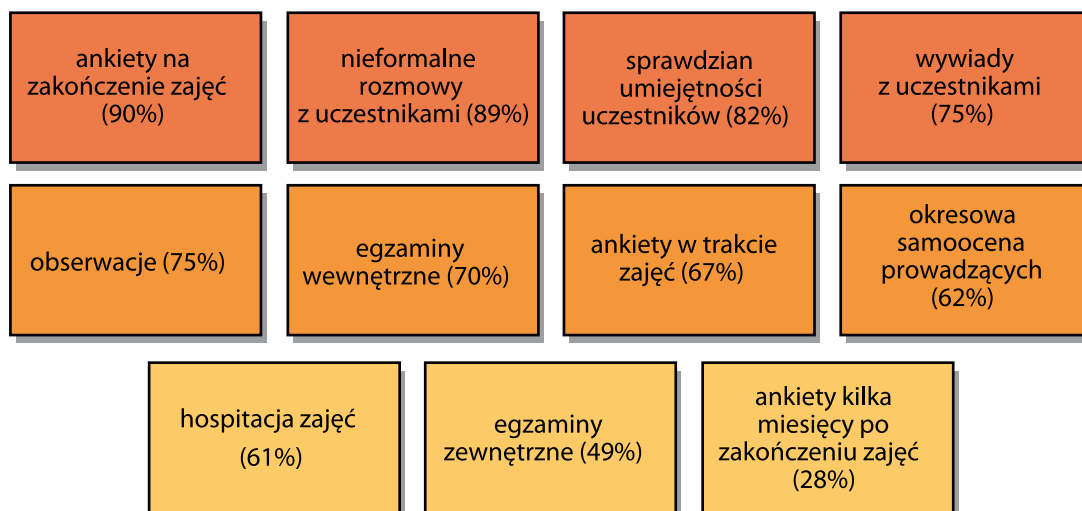 ankiety na
zakończenie zajęć
(90%)
nieformalne
rozmowy
z uczestnikami (89%)
sprawdzian
umiejętności
uczestników (82%)
wywiady
z uczestnikami
(75%)
obserwacje (75%)
egzaminy
wewnętrzne (70%)
ankiety w trakcie
zajęć (67%)
okresowa
samoocena
prowadzących
(62%)
hospitacja zajęć
(61%)
egzaminy
zewnętrzne (49%)
ankiety kilka
miesięcy po
zakończeniu zajęć
(28%)